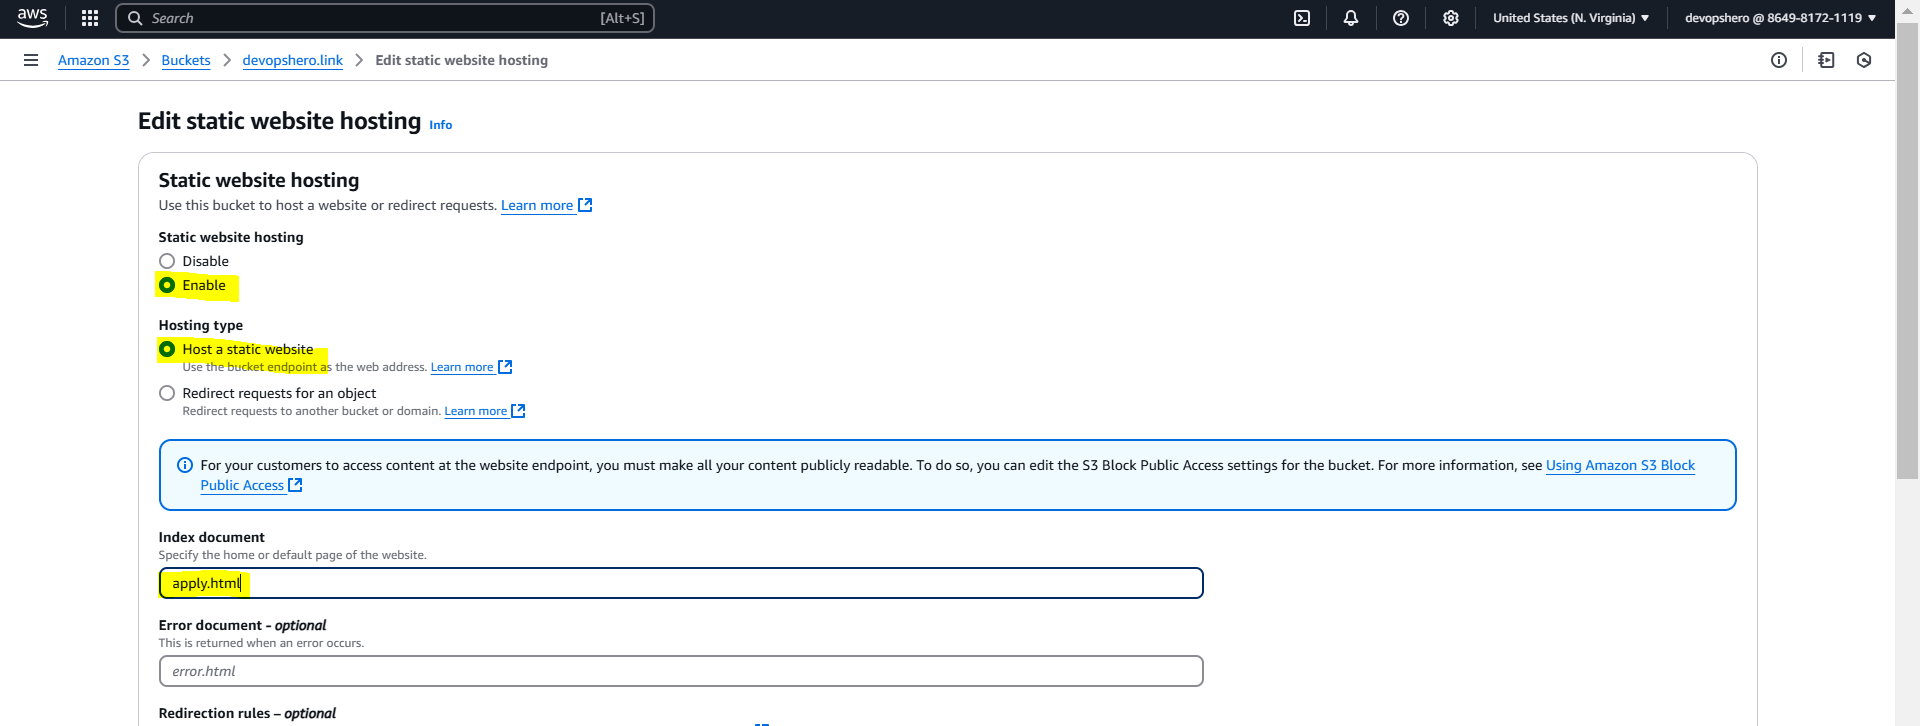 aws Search [Alt+S] United States (N. Virginia) devopshero @ 8649-8172-1119
Amazon S3 Buckets devopshero.link Edit static website hosting
Edit static website hosting Info
Static website hosting
Use this bucket to host a website or redirect requests. Learn more
Static website hosting
Disable
Enable
Hosting type
Host a static website
Use the bucket endpoint as the web address. Learn more
Redirect requests for an object
Redirect requests to another bucket or domain. Learn more
For your customers to access content at the website endpoint, you must make all your content publicly readable. To do so, you can edit the S3 Block Public Access settings for the bucket. For more information, see Using Amazon S3 Block
Public Access
Index document
Specify the home or default page of the website.
apply.html
Error document - optional
This is returned when an error occurs.
error.html
Redirection rules – optional